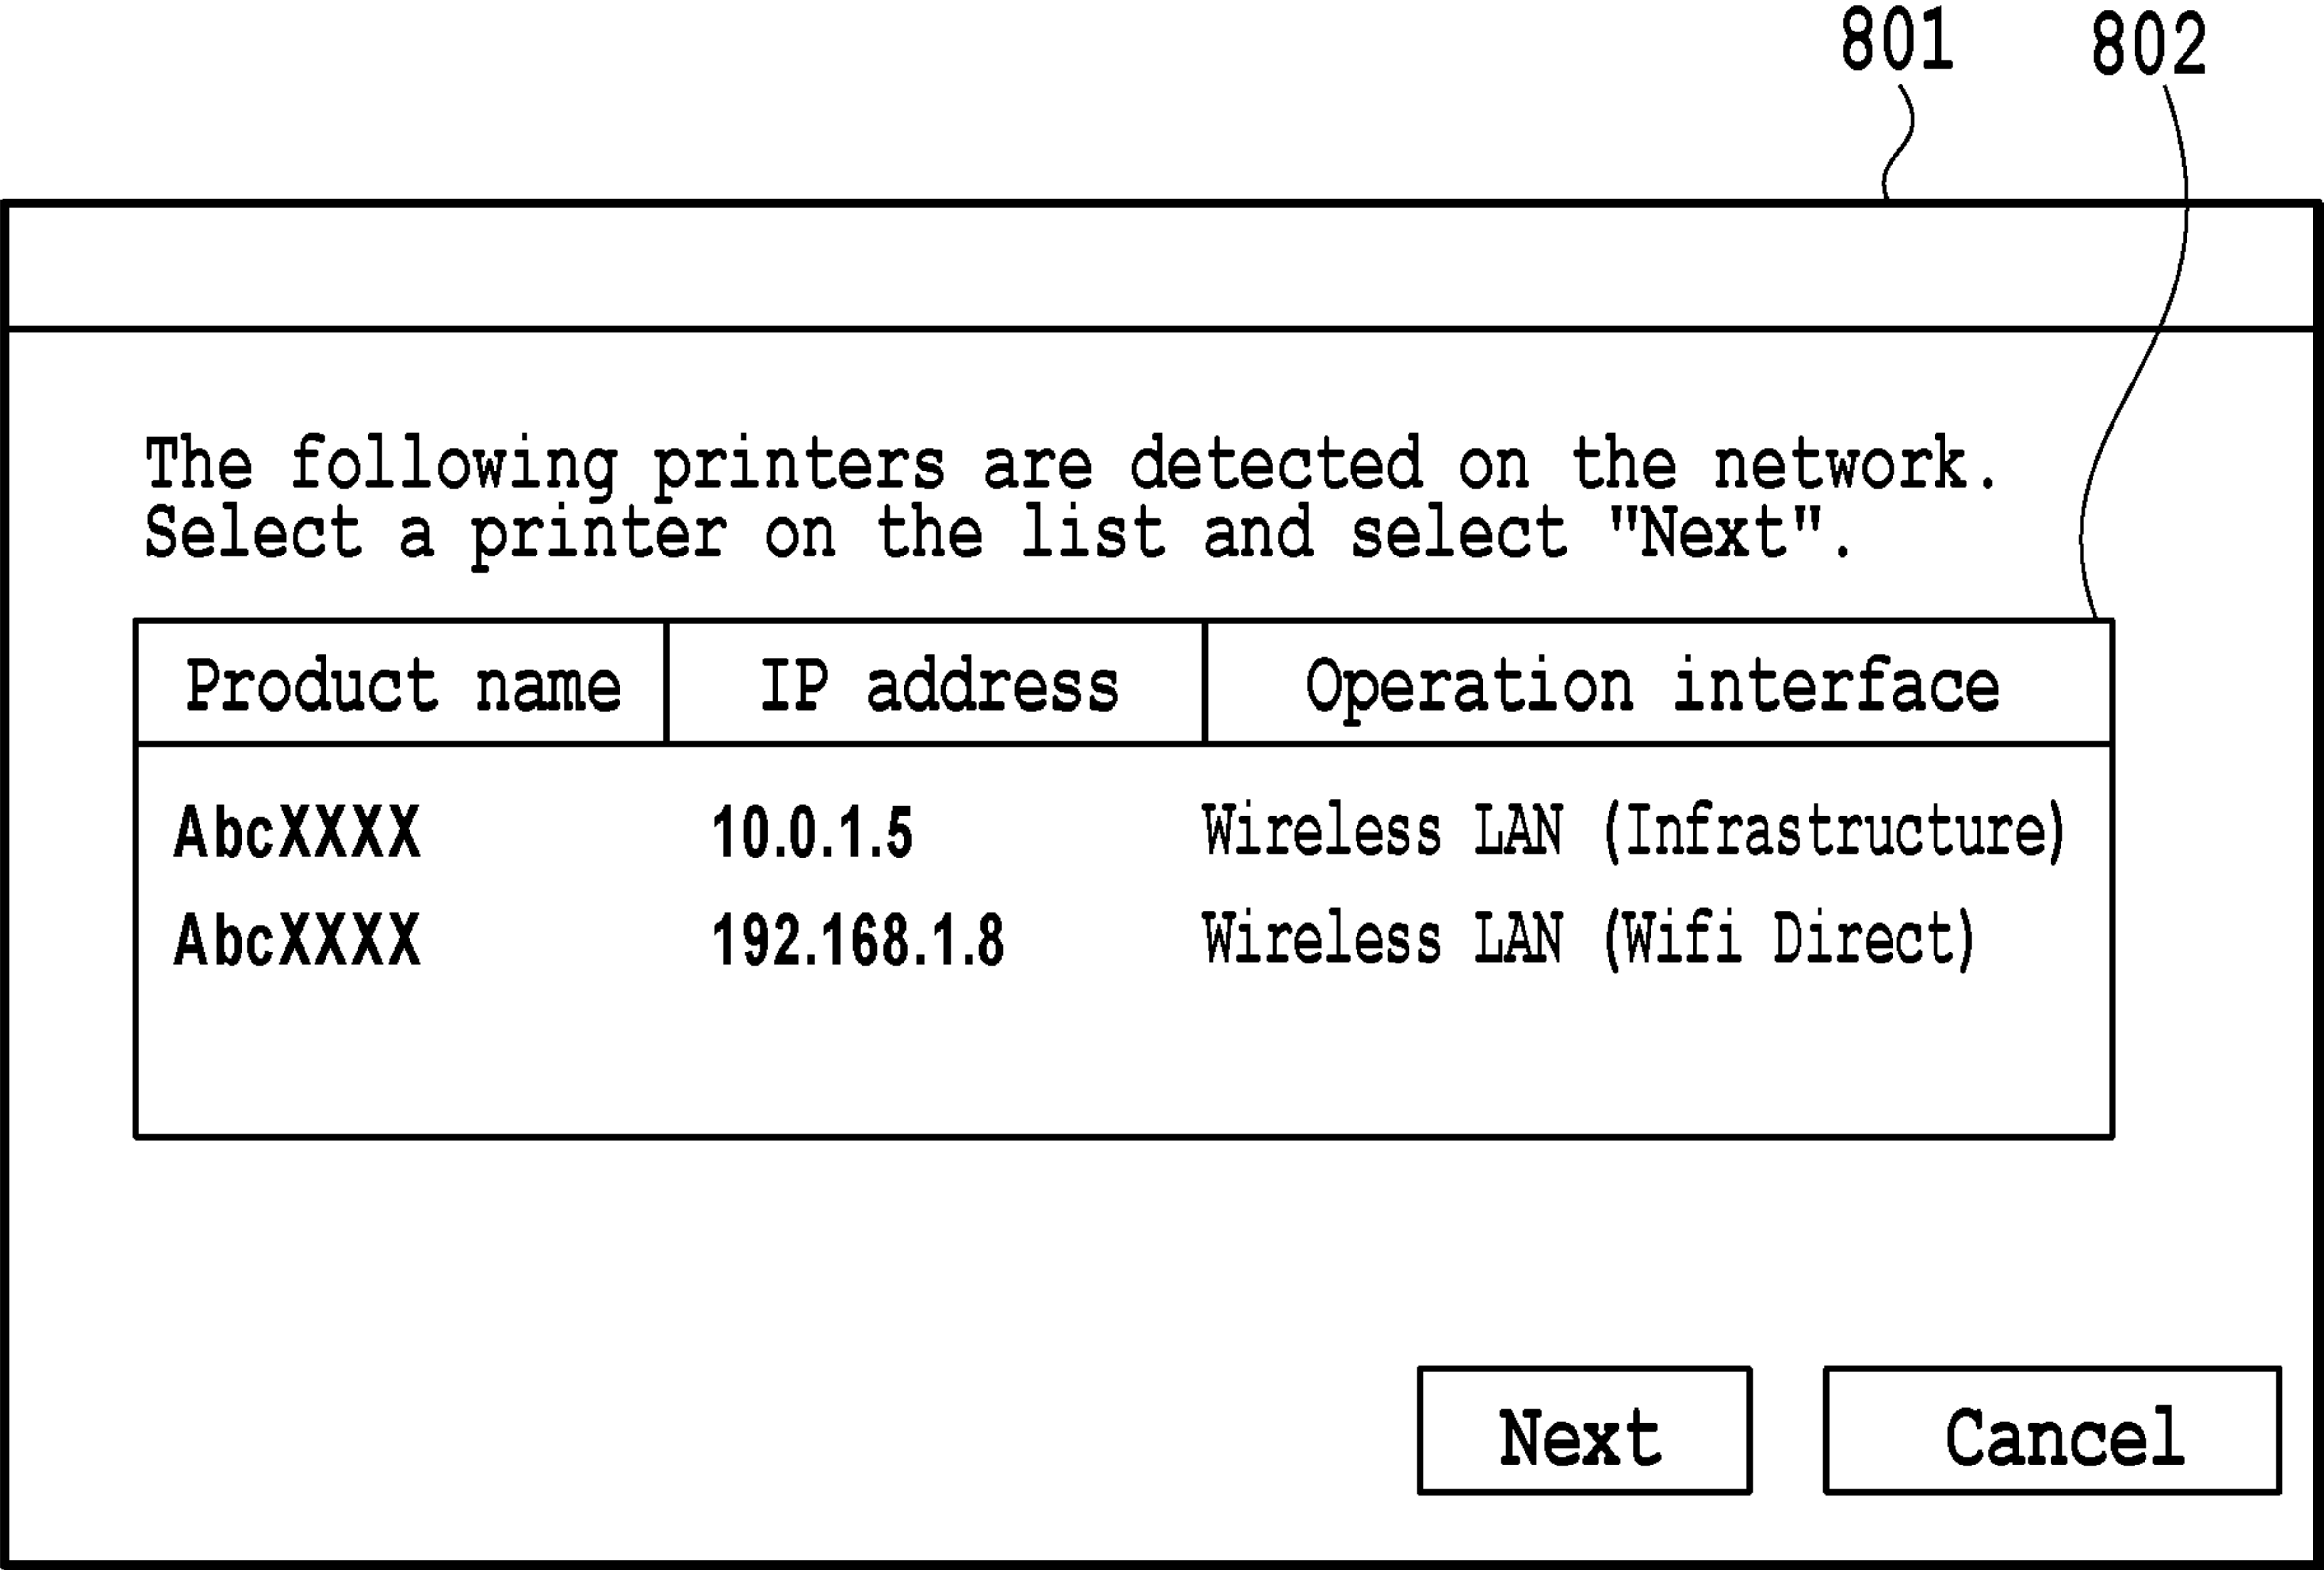 801 802
The following printers are detected on the network.
Select a printer on the list and select "Next".
Product name IP address Operation interface
AbcXXXX 10.0.1.5 Wireless LAN (Infrastructure)
AbcXXXX 192.168.1.8 Wireless LAN (Wifi Direct)
Next Cancel